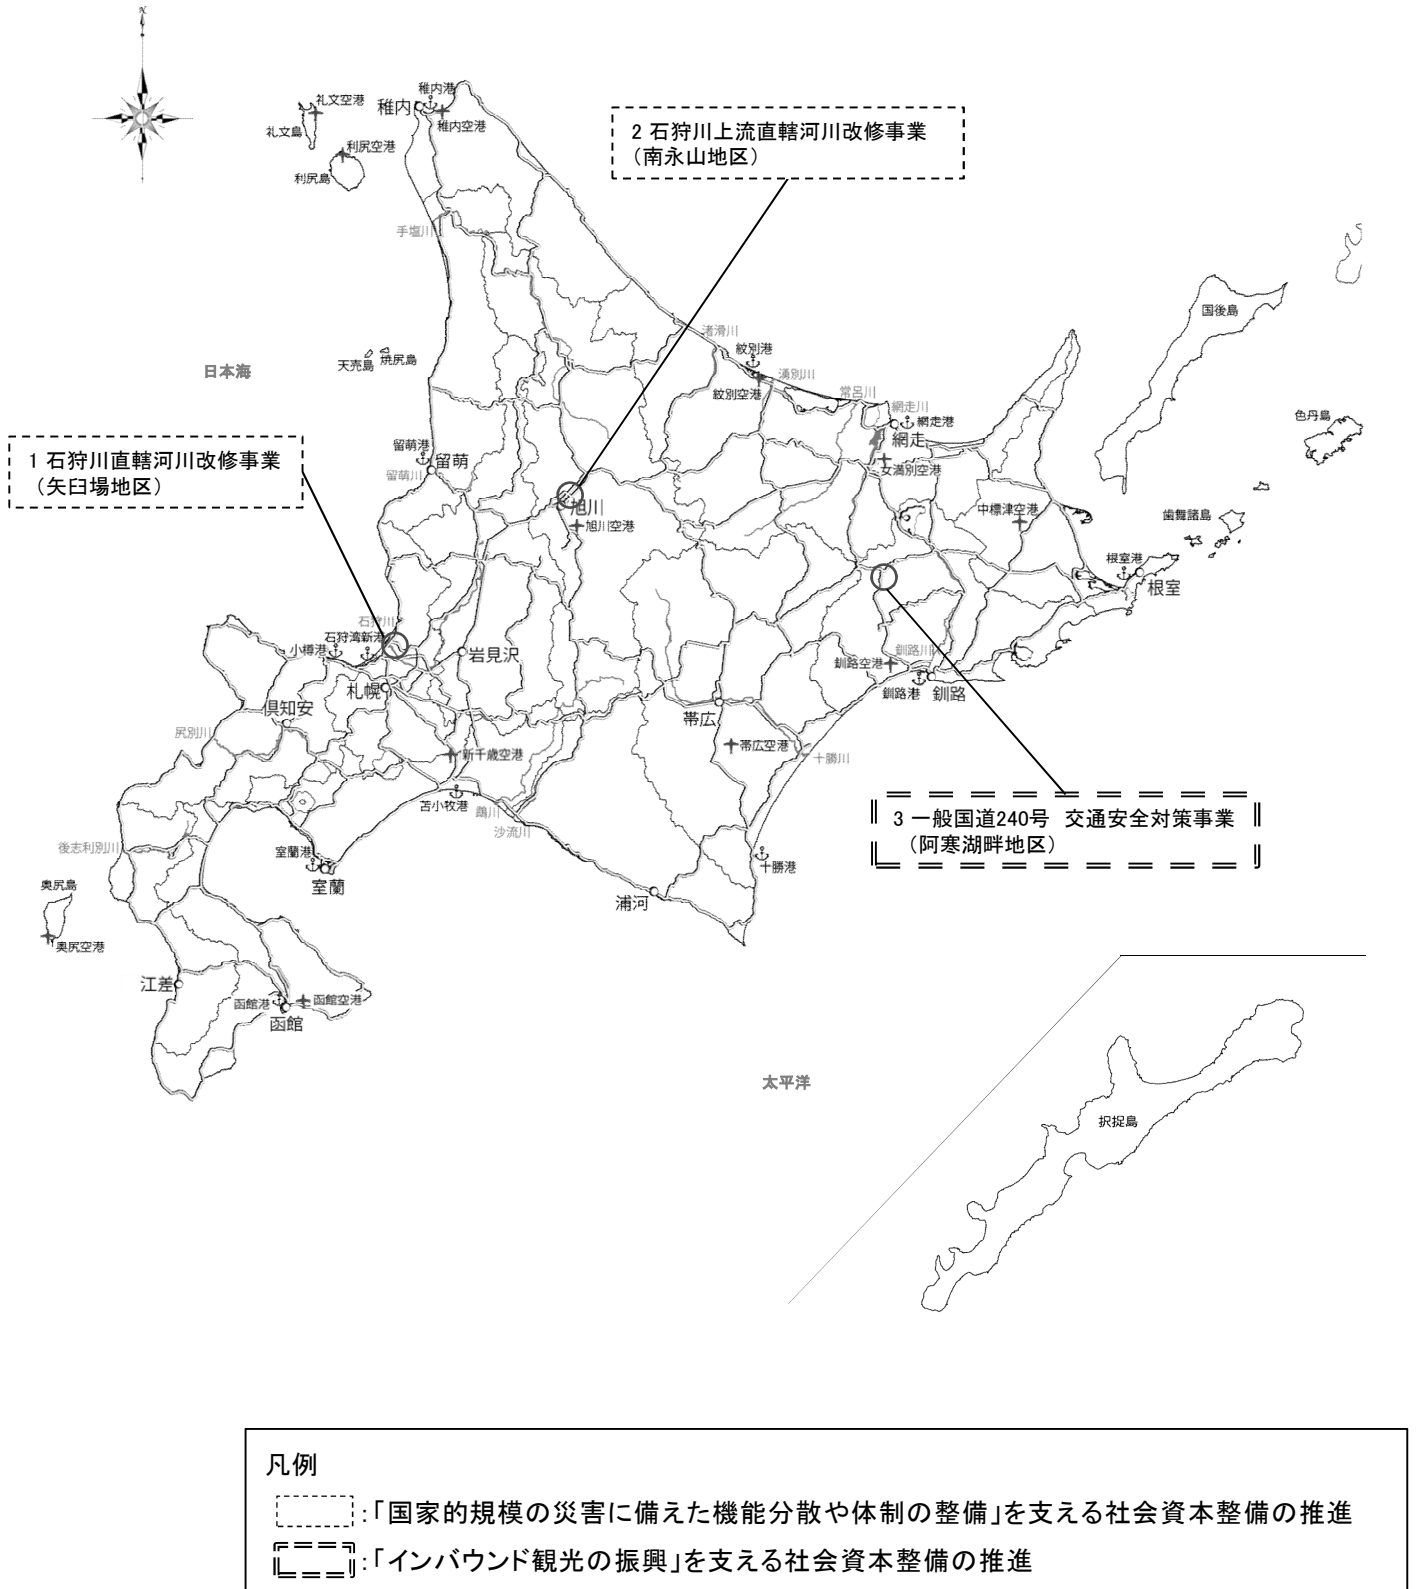 N
稚内港
稚内
稚内空港
礼文空港
礼文島
利尻空港
利尻島
2 石狩川上流直轄河川改修事業
（南永山地区）
手塩川
国後島
渚滑川
紋別港
湧別川
紋別空港
常呂川
網走川
網走港
網走
女満別空港
日本海
天売島
焼尻島
色丹島
留萌港
留萌
留萌川
1 石狩川直轄河川改修事業
（矢臼場地区）
旭川
旭川空港
中標津空港
歯舞諸島
根室港
根室
石狩川
石狩湾新港
小樽港
岩見沢
札幌
倶知安
尻別川
釧路川
釧路空港
釧路港
釧路
帯広
帯広空港
十勝川
新千歳空港
苫小牧港
鵡川
沙流川
3 一般国道240号 交通安全対策事業
（阿寒湖畔地区）
後志利別川
室蘭港
室蘭
十勝港
浦河
奥尻島
奥尻空港
江差
函館港
函館空港
函館
太平洋
択捉島
凡例
：「国家的規模の災害に備えた機能分散や体制の整備」を支える社会資本整備の推進
：「インバウンド観光の振興」を支える社会資本整備の推進